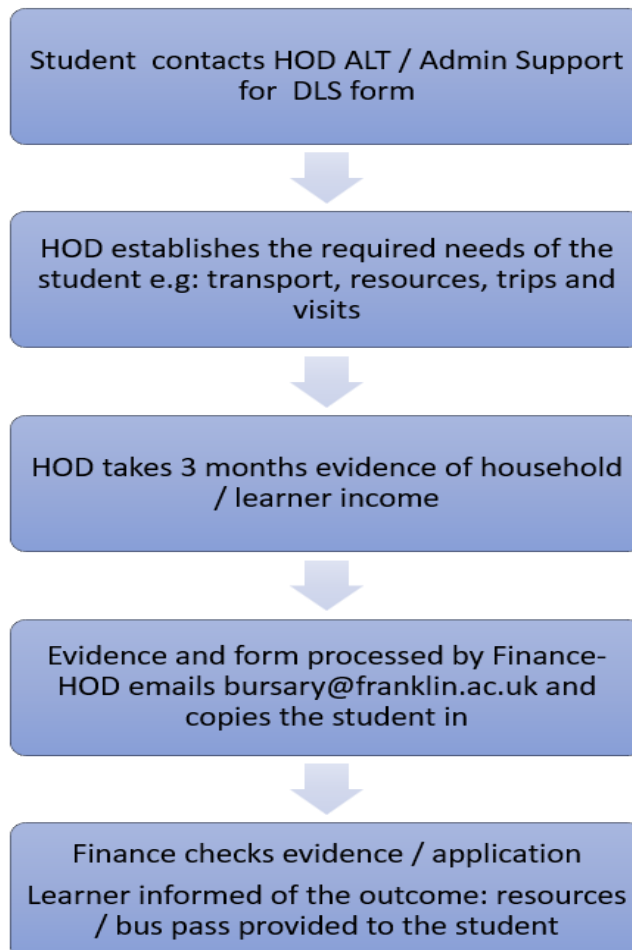 Student  contacts HOD ALT / Admin Support
for  DLS form
HOD establishes the required needs of the
student e.g: transport, resources, trips and
visits
HOD takes 3 months evidence of household
/ learner income
Evidence and form processed by Finance-
HOD emails bursary@franklin.ac.uk and
copies the student in
Finance checks evidence / application
Learner informed of the outcome: resources
/ bus pass provided to the student